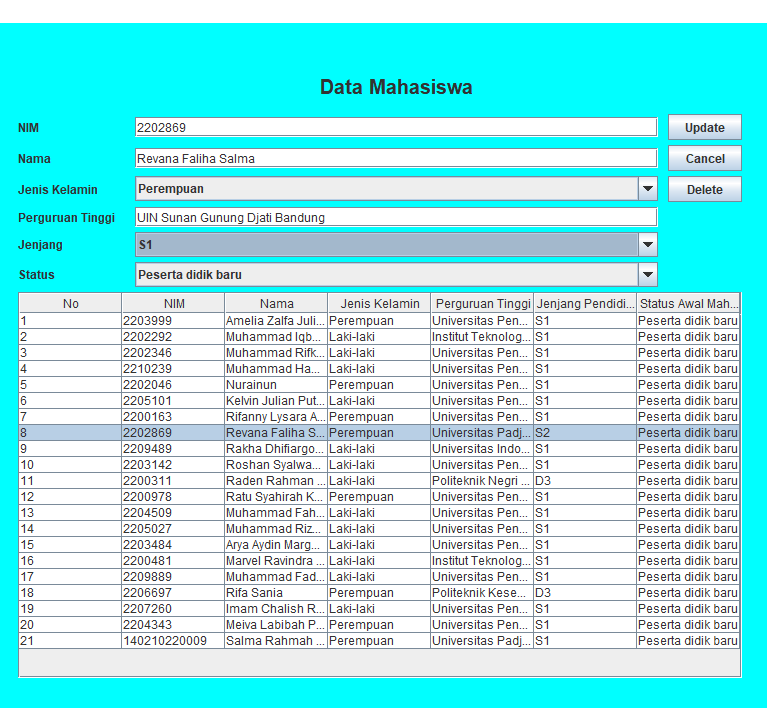 Data Mahasiswa
NIM 2202869 Update
Nama Revana Faliha Salma Cancel
Jenis Kelamin Perempuan Delete
Perguruan Tinggi UIN Sunan Gunung Djati Bandung
Jenjang S1
Status Peserta didik baru
No NIM Nama Jenis Kelamin Perguruan Tinggi Jenjang Pendidi... Status Awal Mah...
1 2203999 Amelia Zalfa Juli... Perempuan Universitas Pen... S1 Peserta didik baru
2 2202292 Muhammad Iqb... Laki-laki Institut Teknolog... S1 Peserta didik baru
3 2202346 Muhammad Rifk... Laki-laki Universitas Pen... S1 Peserta didik baru
4 2210239 Muhammad Ha... Laki-laki Universitas Pen... S1 Peserta didik baru
5 2202046 Nurainun Perempuan Universitas Pen... S1 Peserta didik baru
6 2205101 Kelvin Julian Put... Laki-laki Universitas Pen... S1 Peserta didik baru
7 2200163 Rifanny Lysara A... Perempuan Universitas Pen... S1 Peserta didik baru
8 2202869 Revana Faliha S... Perempuan Universitas Padj... S2 Peserta didik baru
9 2209489 Rakha Dhifiargo... Laki-laki Universitas Indo... S1 Peserta didik baru
10 2203142 Roshan Syalwa... Laki-laki Universitas Pen... S1 Peserta didik baru
11 2200311 Raden Rahman ... Laki-laki Politeknik Negri ... D3 Peserta didik baru
12 2200978 Ratu Syahirah K... Perempuan Universitas Pen... S1 Peserta didik baru
13 2204509 Muhammad Fah... Laki-laki Universitas Pen... S1 Peserta didik baru
14 2205027 Muhammad Riz... Laki-laki Universitas Pen... S1 Peserta didik baru
15 2203484 Arya Aydin Marg... Laki-laki Universitas Pen... S1 Peserta didik baru
16 2200481 Marvel Ravindra ... Laki-laki Institut Teknolog... S1 Peserta didik baru
17 2209889 Muhammad Fad... Laki-laki Universitas Pen... S1 Peserta didik baru
18 2206697 Rifa Sania Perempuan Politeknik Kese... D3 Peserta didik baru
19 2207260 Imam Chalish R... Laki-laki Universitas Pen... S1 Peserta didik baru
20 2204343 Meiva Labibah P... Perempuan Universitas Pen... S1 Peserta didik baru
21 140210220009 Salma Rahmah ... Perempuan Universitas Padj... S1 Peserta didik baru